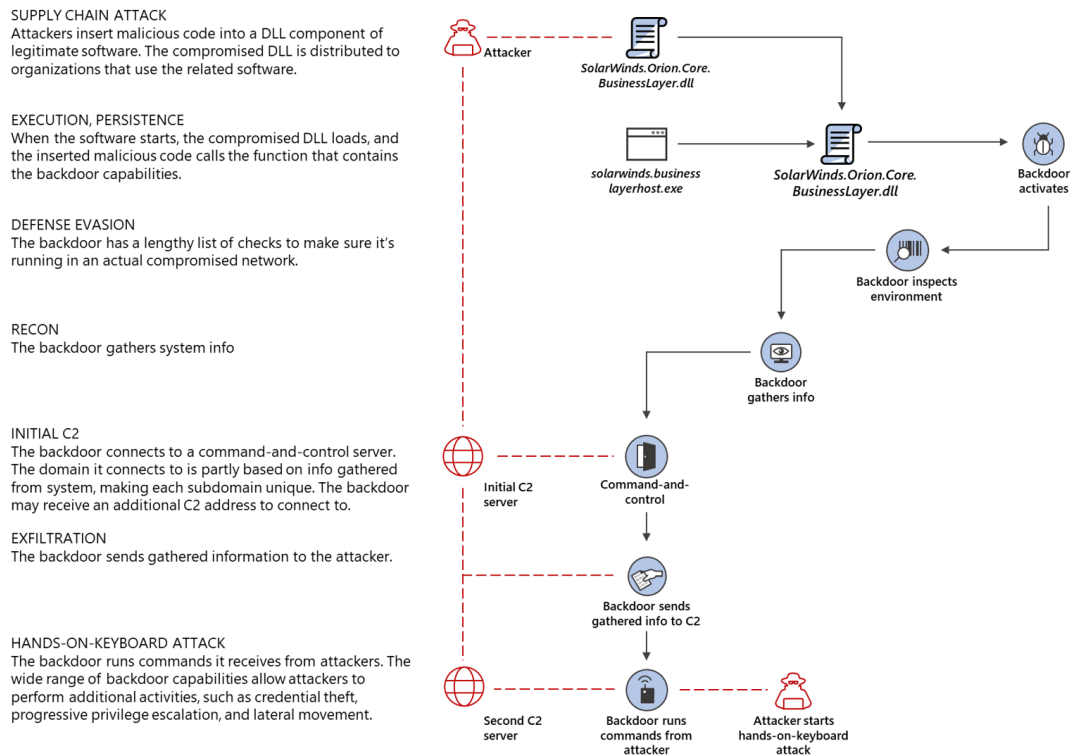 SUPPLY CHAIN ATTACK
Attackers insert malicious code into a DLL component of
legitimate software. The compromised DLL is distributed to
organizations that use the related software.
Attacker
SolarWinds.Orion.Core.
BusinessLayer.dll
EXECUTION, PERSISTENCE
When the software starts, the compromised DLL loads, and
the inserted malicious code calls the function that contains
the backdoor capabilities.
solarwinds.business
layerhost.exe
SolarWinds.Orion.Core.
BusinessLayer.dll
Backdoor
activates
DEFENSE EVASION
The backdoor has a lengthy list of checks to make sure it's
running in an actual compromised network.
Backdoor inspects
environment
RECON
The backdoor gathers system info
Backdoor
gathers info
INITIAL C2
The backdoor connects to a command-and-control server.
The domain it connects to is partly based on info gathered
from system, making each subdomain unique. The backdoor
may receive an additional C2 address to connect to.
Initial C2
server
Command-and-
control
EXFILTRATION
The backdoor sends gathered information to the attacker.
Backdoor sends
gathered info to C2
HANDS-ON-KEYBOARD ATTACK
The backdoor runs commands it receives from attackers. The
wide range of backdoor capabilities allow attackers to
perform additional activities, such as credential theft,
progressive privilege escalation, and lateral movement.
Second C2
server
Backdoor runs
commands from
attacker
Attacker starts
hands-on-keyboard
attack